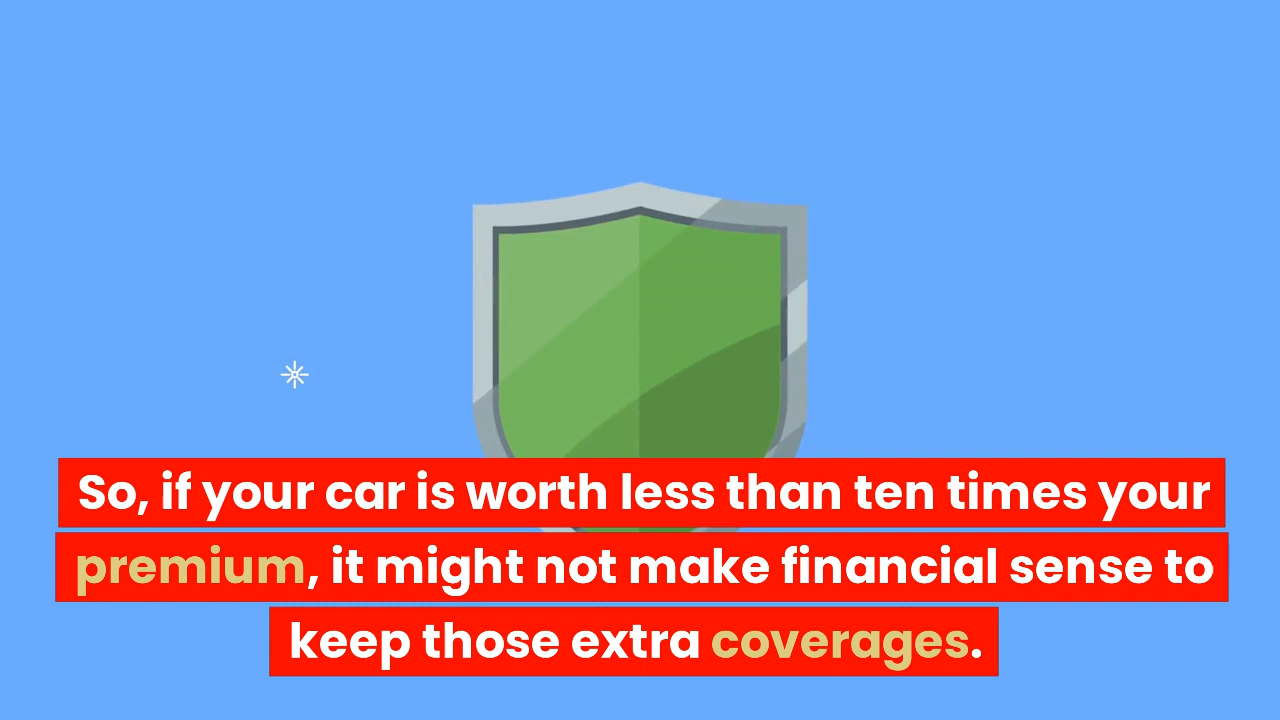 So, if your car is worth less than ten times your
premium, it might not make financial sense to
keep those extra coverages.